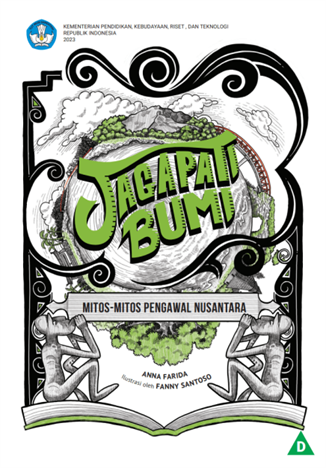 KEMENTERIAN PENDIDIKAN, KEBUDAYAAN, RISET , DAN TEKNOLOGI
REPUBLIK INDONESIA
2023
JAGAPATI
BUMI
MITOS-MITOS PENGAWAL NUSANTARA
ANNA FARIDA
Ilustrasi oleh FANNY SANTOSO
D